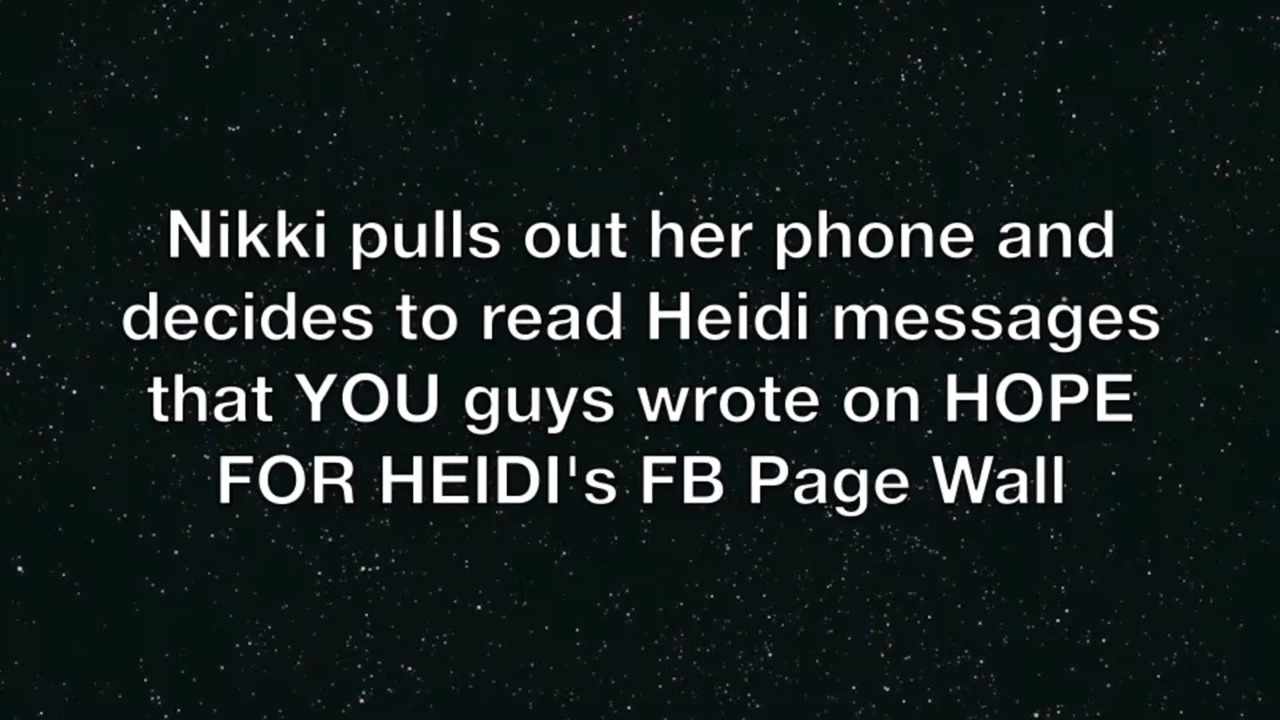 Nikki pulls out her phone and
decides to read Heidi messages
that YOU guys wrote on HOPE
FOR HEIDI's FB Page Wall